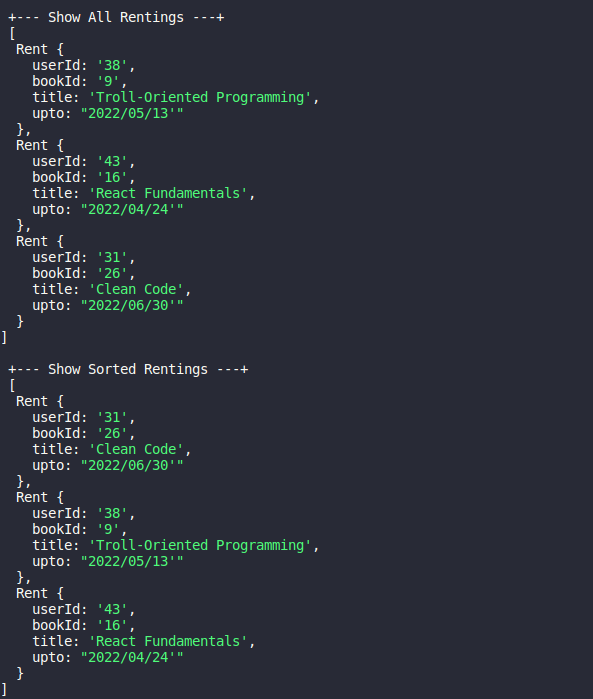 +--- Show All Rentings ---+
[
Rent {
userId: '38',
bookId: '9',
title: 'Troll-Oriented Programming',
upto: "2022/05/13'"
},
Rent {
userId: '43',
bookId: '16',
title: 'React Fundamentals',
upto: "2022/04/24'"
},
Rent {
userId: '31',
bookId: '26',
title: 'Clean Code',
upto: "2022/06/30'"
}
]
+--- Show Sorted Rentings ---+
[
Rent {
userId: '31',
bookId: '26',
title: 'Clean Code',
upto: "2022/06/30'"
},
Rent {
userId: '38',
bookId: '9',
title: 'Troll-Oriented Programming',
upto: "2022/05/13'"
},
Rent {
userId: '43',
bookId: '16',
title: 'React Fundamentals',
upto: "2022/04/24'"
}
]